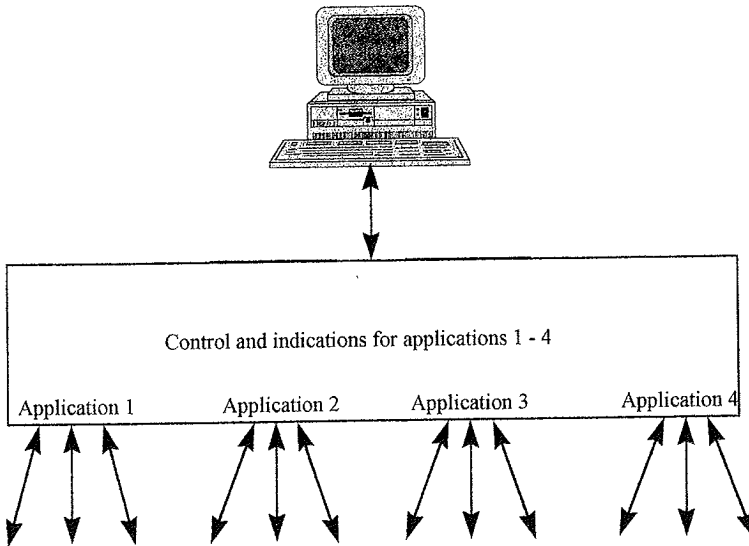 Control and indications for applications 1 - 4
Application 1
Application 2
Application 3
Application 4